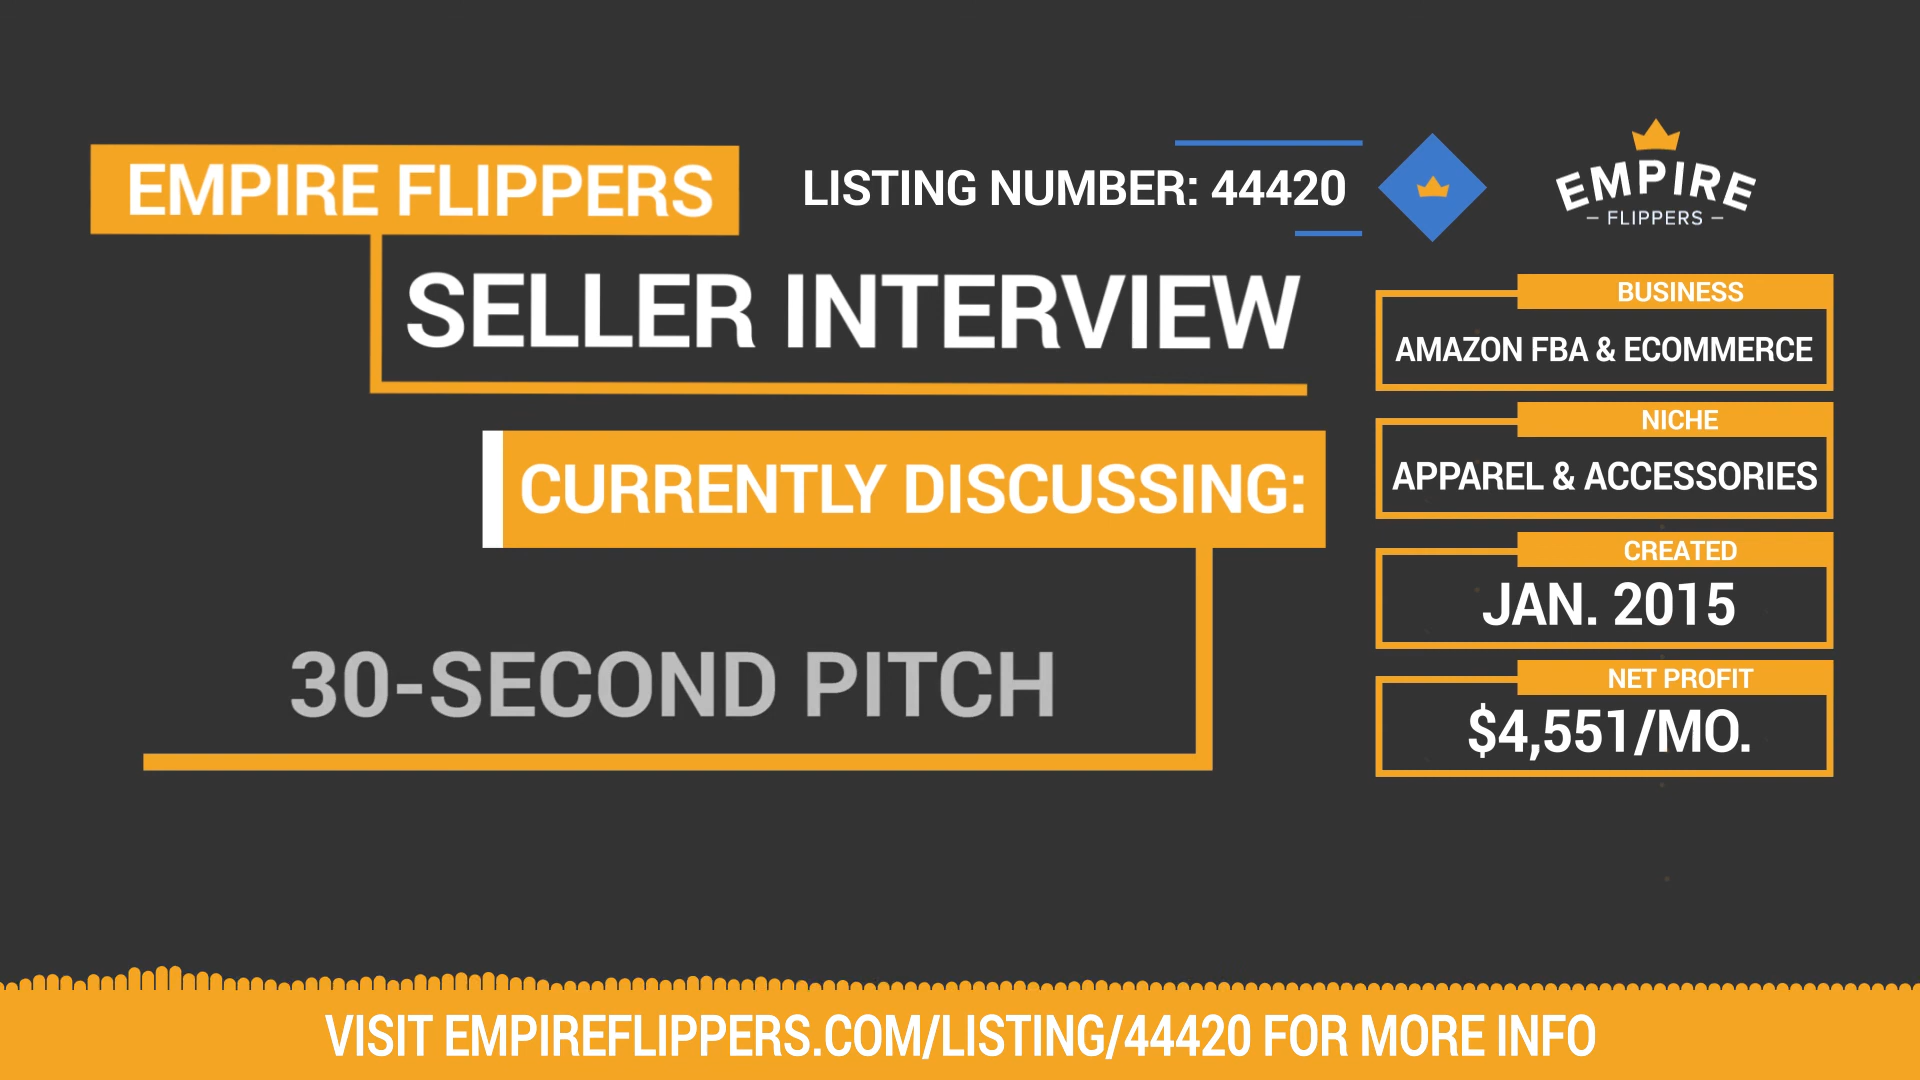 EMPIRE FLIPPERS
SELLER INTERVIEW
LISTING NUMBER: 44420
EMPIRE
– FLIPPERS –
CURRENTLY DISCUSSING:
30-SECOND PITCH
BUSINESS
AMAZON FBA & ECOMMERCE
NICHE
APPAREL & ACCESSORIES
CREATED
JAN. 2015
NET PROFIT
$4,551/MO.
VISIT EMPIREFLIPPERS.COM/LISTING/44420 FOR MORE INFO